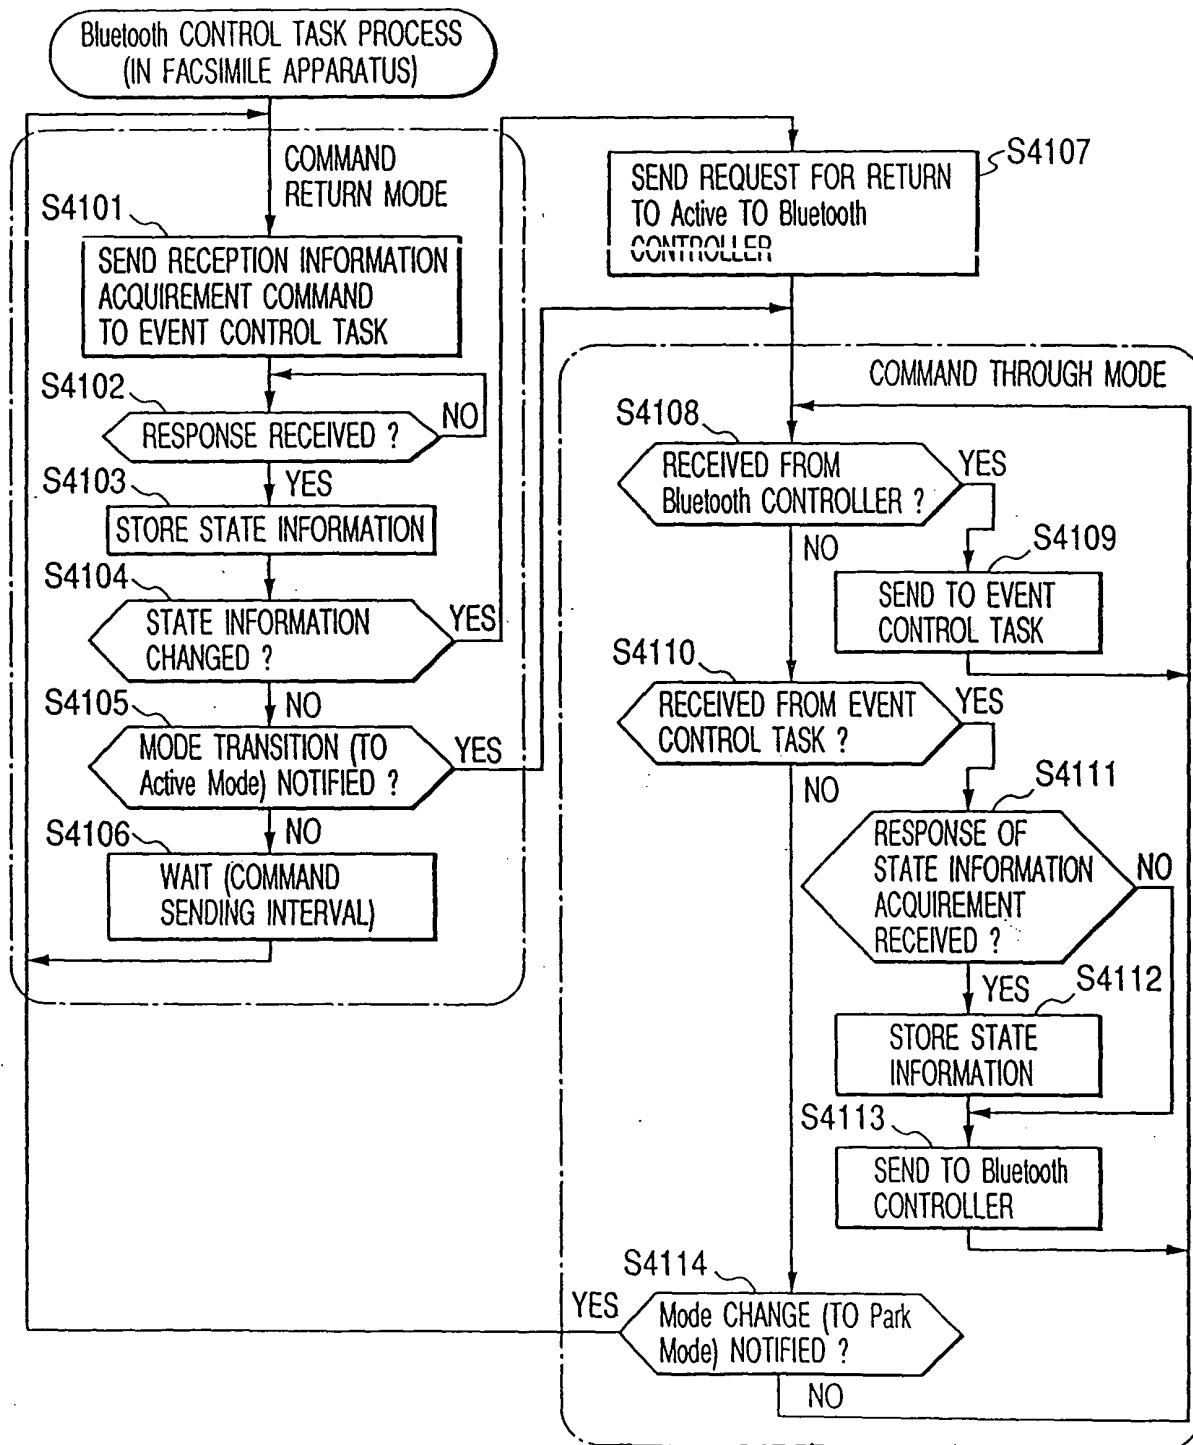 Bluetooth CONTROL TASK PROCESS
(IN FACSIMILE APPARATUS)
COMMAND
RETURN MODE
S4101
SEND RECEPTION INFORMATION
ACQUIREMENT COMMAND
TO EVENT CONTROL TASK
S4102
RESPONSE RECEIVED ?
NO
YES
S4103
STORE STATE INFORMATION
S4104
STATE INFORMATION
CHANGED ?
YES
NO
S4105
MODE TRANSITION (TO
Active Mode) NOTIFIED ?
YES
NO
S4106
WAIT (COMMAND
SENDING INTERVAL)
S4107
SEND REQUEST FOR RETURN
TO Active TO Bluetooth
CONTROLLER
COMMAND THROUGH MODE
S4108
RECEIVED FROM
Bluetooth CONTROLLER ?
YES
NO
S4109
SEND TO EVENT
CONTROL TASK
S4110
RECEIVED FROM EVENT
CONTROL TASK ?
YES
NO
S4111
RESPONSE OF
STATE INFORMATION
ACQUIREMENT
RECEIVED ?
NO
YES
S4112
STORE STATE
INFORMATION
S4113
SEND TO Bluetooth
CONTROLLER
S4114
Mode CHANGE (TO Park
Mode) NOTIFIED ?
YES
NO